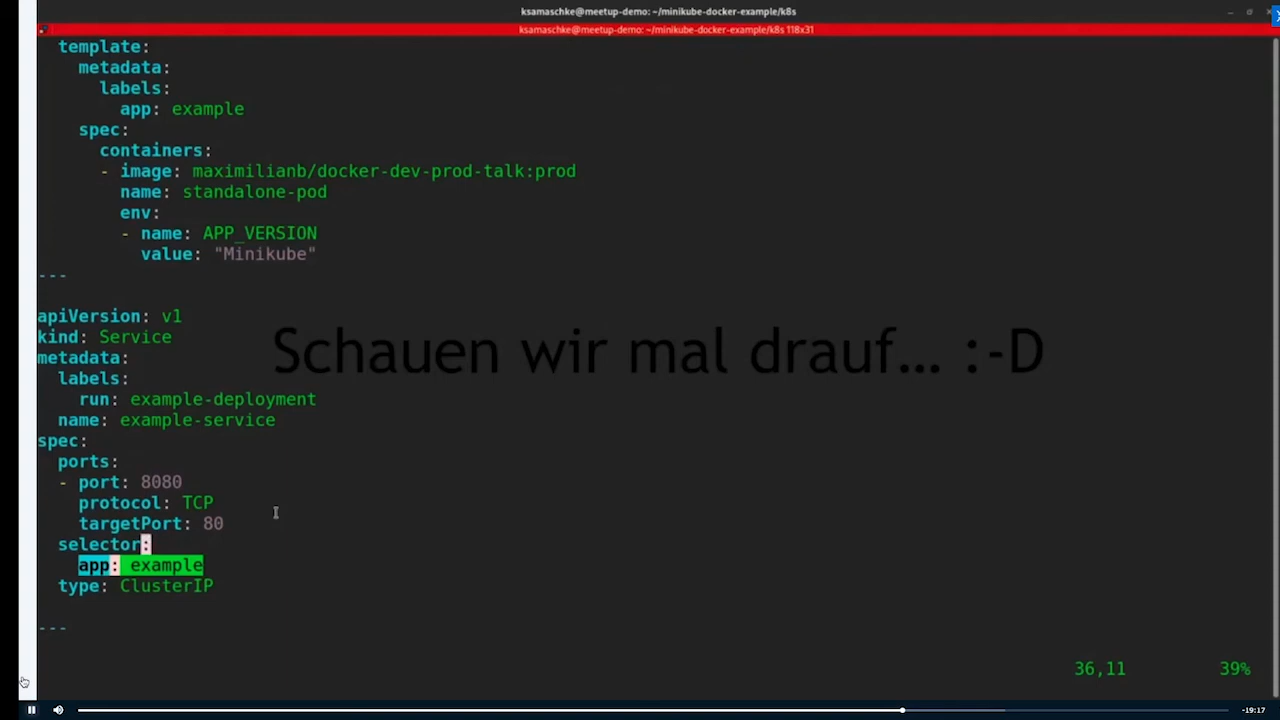 ksamaschke@meetup-demo: ~/minikube-docker-example/k8s
ksamaschke@meetup-demo: ~/minikube-docker-example/k8s 118x31
template:
metadata:
labels:
app: example
spec:
containers:
- image: maximilianb/docker-dev-prod-talk:prod
name: standalone-pod
env:
- name: APP_VERSION
value: "Minikube"
---
apiVersion: v1
kind: Service
Schauen wir mal drauf... :-D
metadata:
labels:
run: example-deployment
name: example-service
spec:
ports:
- port: 8080
protocol: TCP
targetPort: 80
selector:
app: example
type: ClusterIP
---
36,11 39%
-19:17